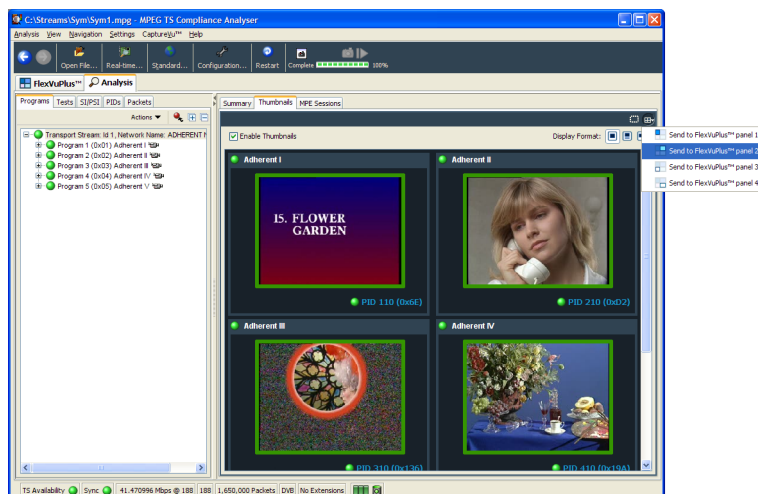 C:\Streams\Sym\Sym1.mpg - MPEG TS Compliance Analyser
Analysis View Navigation Settings CaptureVu™ Help
Open File... Real-time... Standard... Configuration... Restart Complete 100%
FlexVuPlus™ Analysis
Programs Tests SI/PSI PIDs Packets
Summary Thumbnails MPE Sessions
Actions
Enable Thumbnails
Display Format:
Send to FlexVuPlus™ panel 1
Send to FlexVuPlus™ panel 2
Send to FlexVuPlus™ panel 3
Send to FlexVuPlus™ panel 4
Transport Stream: Id 1, Network Name: ADHERENT
Program 1 (0x01) Adherent I
Program 2 (0x02) Adherent II
Program 3 (0x03) Adherent III
Program 4 (0x04) Adherent IV
Program 5 (0x05) Adherent V
Adherent I
15. FLOWER
GARDEN
PID 110 (0x6E)
Adherent II
PID 210 (0xD2)
Adherent III
PID 310 (0x136)
Adherent IV
PID 410 (0x19A)
TS Availability Sync 41.470996 Mbps @ 188 188 1,650,000 Packets DVB No Extensions